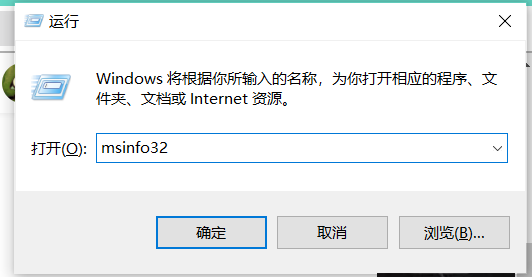 运行
Windows 将根据你所输入的名称，为你打开相应的程序、文
件夹、文档或 Internet 资源。
打开(O): msinfo32
确定 取消 浏览(B)...